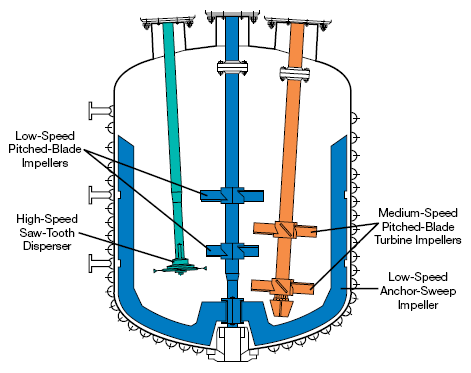 Low-Speed
Pitched-Blade
Impellers
High-Speed
Saw-Tooth
Disperser
Medium-Speed
Pitched-Blade
Turbine Impellers
Low-Speed
Anchor-Sweep
Impeller